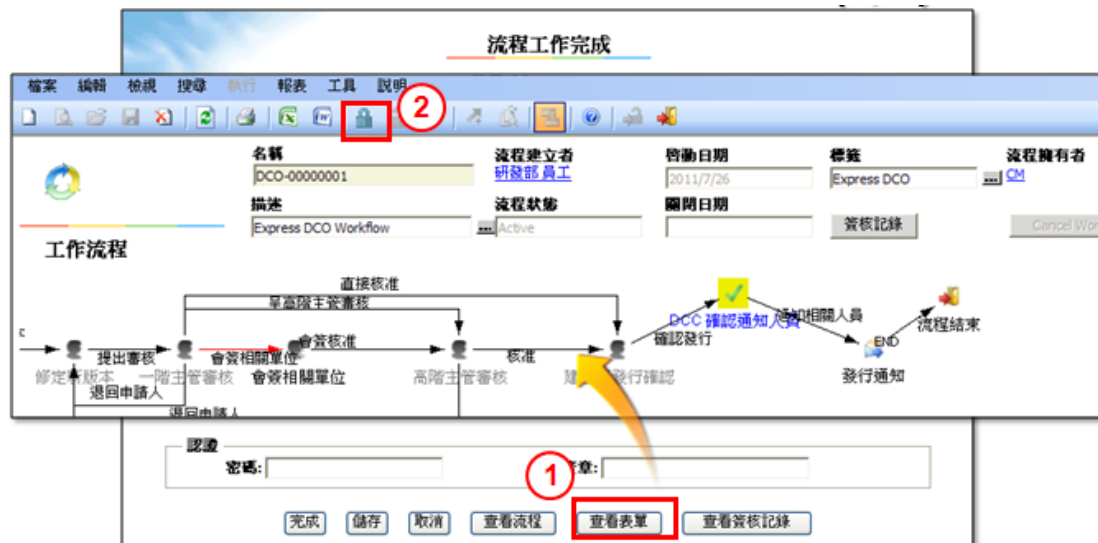 流程工作完成
檔案 編輯 檢視 搜尋 執行 報表 工具 說明
2
名稱 流程建立者 啓動日期 標籤 流程擁有者
DCO-00000001 研發部 員工 2011/7/26 Express DCO ... CM
描述 流程狀態 關閉日期
Express DCO Workflow ... Active 簽核記錄 Cancel Wor
工作流程
直接核准
呈高階主管審核
DCC 確認通知人員 通知相關人員 流程結束
會簽核准 確認發行 END
提出審核 會簽相關單位 核准
修定新版本 一階主管審核 會簽相關單位 高階主管審核 發行確認 發行通知
退回申請人
退回申請人
認證
密碼: 章:
1
完成 儲存 取消 查看流程 查看表單 查看簽核記錄